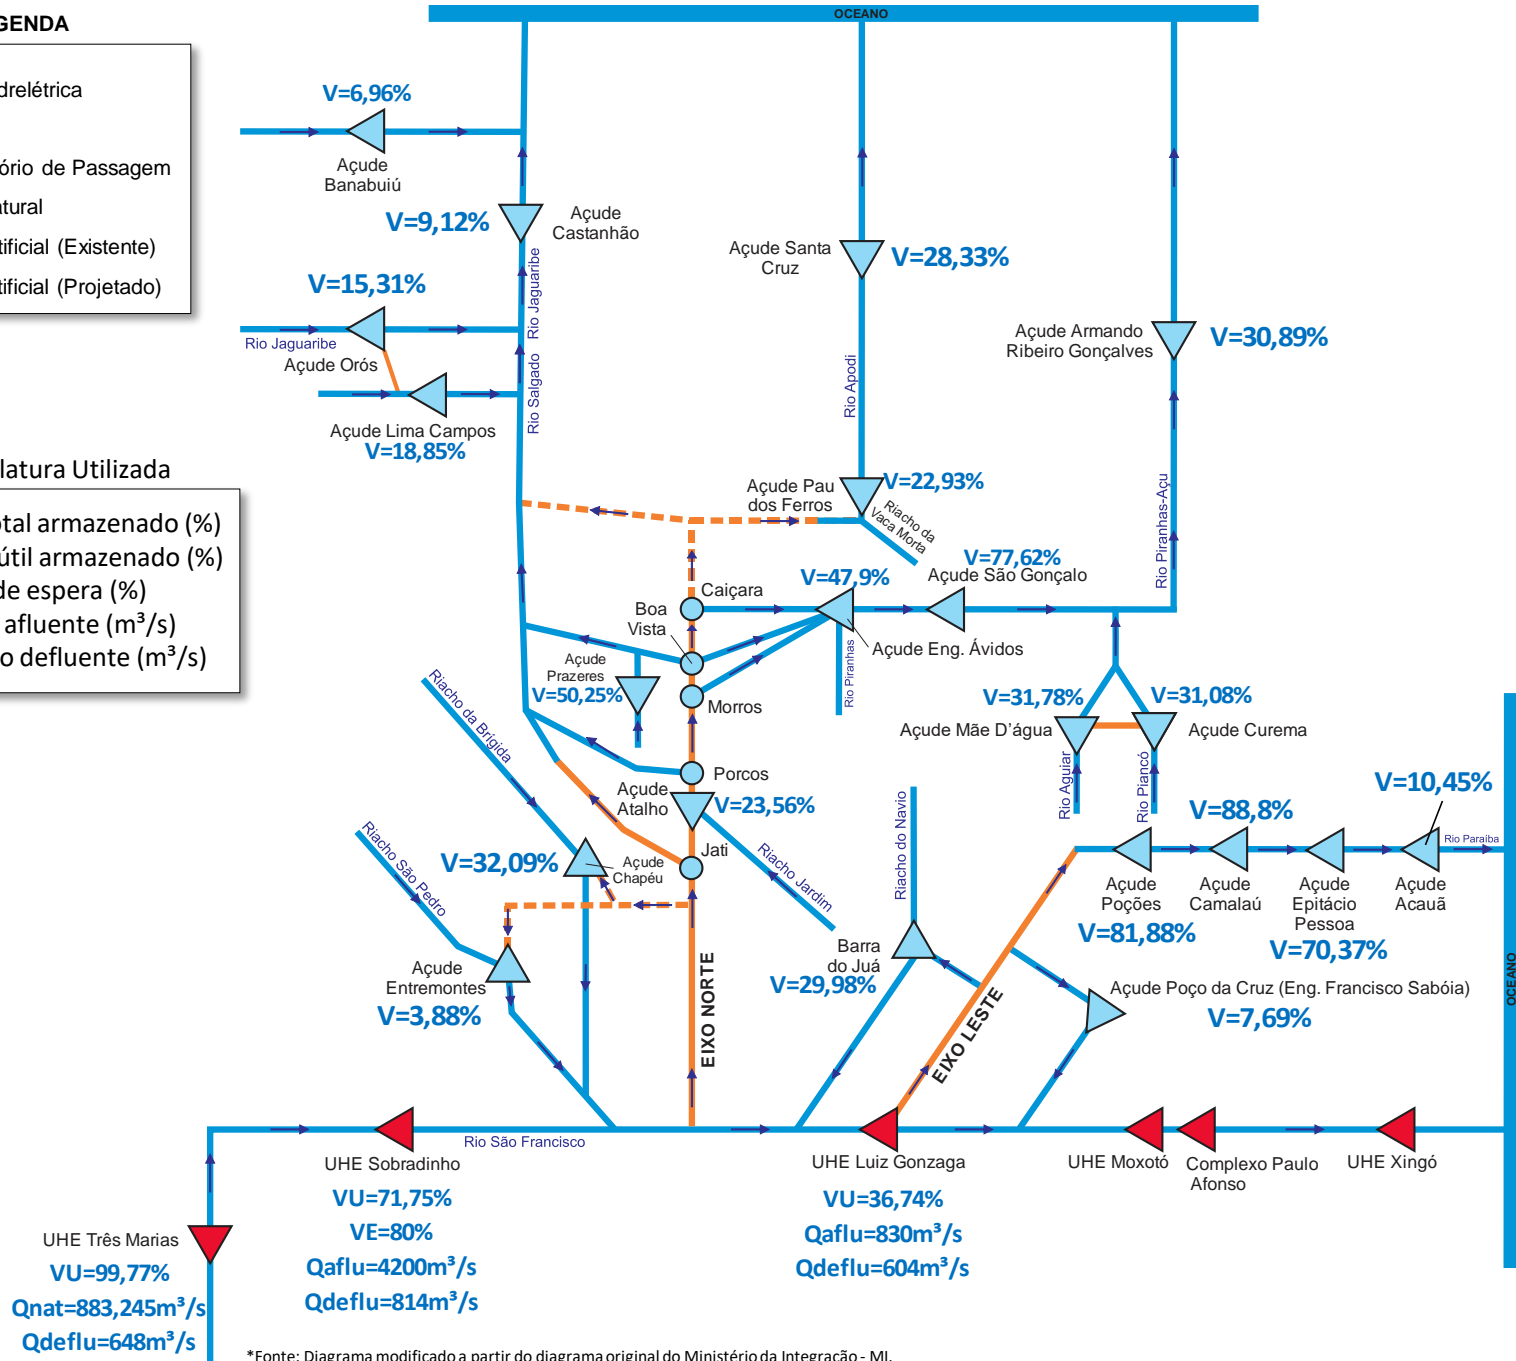 OCEANO
GENDA
drelétrica
ório de Passagem
atural
tificial (Existente)
tificial (Projetado)
V=6,96%
Açude
Banabuiú
V=9,12%
Açude
Castanhão
Rio Jaguaribe
V=15,31%
Rio Jaguaribe
Açude Orós
Rio Salgado
Açude Lima Campos
V=18,85%
Açude Santa
Cruz
V=28,33%
Rio Apodi
Açude Armando
Ribeiro Gonçalves
V=30,89%
latura Utilizada
otal armazenado (%)
útil armazenado (%)
de espera (%)
afluente (m³/s)
o defluente (m³/s)
Açude Pau
dos Ferros
V=22,93%
Riacho da
Vaca Morta
Rio Piranhas-Açu
V=77,62%
Açude São Gonçalo
V=47,9%
Caiçara
Boa
Vista
Açude Eng. Ávidos
Rio Piranhas
Açude
Prazeres
V=50,25%
Morros
Riacho da Brígida
Porcos
Açude
Atalho
V=23,56%
V=31,78%
V=31,08%
Açude Mãe D’água
Açude Curema
Rio Aguiar
Rio Piancó
V=10,45%
V=88,8%
Rio Paraíba
Riacho São Pedro
V=32,09%
Açude
Chapéu
Jati
Riacho Jardim
Riacho do Navio
Açude
Poções
V=81,88%
Açude
Camalaú
Açude
Epitácio
Pessoa
V=70,37%
Açude
Acauã
Açude
Entremontes
V=3,88%
Barra
do Juá
V=29,98%
EIXO NORTE
EIXO LESTE
Açude Poço da Cruz (Eng. Francisco Sabóia)
V=7,69%
OCEANO
Rio São Francisco
UHE Sobradinho
VU=71,75%
VE=80%
Qaflu=4200m³/s
Qdeflu=814m³/s
UHE Luiz Gonzaga
VU=36,74%
Qaflu=830m³/s
Qdeflu=604m³/s
UHE Moxotó
Complexo Paulo
Afonso
UHE Xingó
UHE Três Marias
VU=99,77%
Qnat=883,245m³/s
Qdeflu=648m³/s
*Fonte: Diagrama modificado a partir do diagrama original do Ministério da Integração - MI.